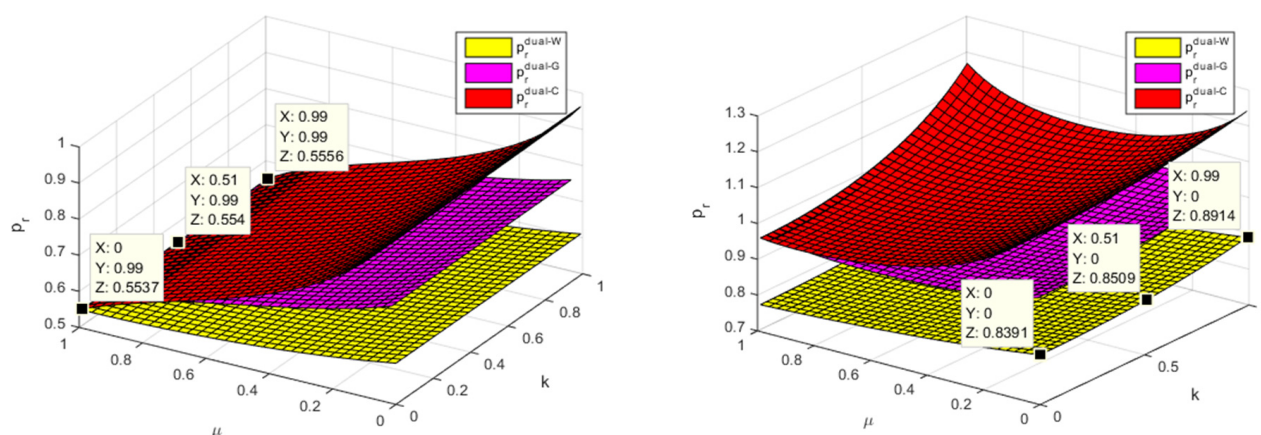 p_r^dual-W
p_r^dual-G
p_r^dual-C
X: 0.99
Y: 0.99
Z: 0.5556
X: 0.51
Y: 0.99
Z: 0.554
X: 0
Y: 0.99
Z: 0.5537
1
0.9
0.8
0.7
0.6
0.5
p_r
1
0.8
0.6
0.4
0.2
0
μ
0
0.2
0.4
0.6
0.8
1
k
p_r^dual-W
p_r^dual-G
p_r^dual-C
X: 0.99
Y: 0
Z: 0.8914
X: 0.51
Y: 0
Z: 0.8509
X: 0
Y: 0
Z: 0.8391
1.3
1.2
1.1
1
0.9
0.8
0.7
p_r
1
0.8
0.6
0.4
0.2
0
μ
0
0.5
k